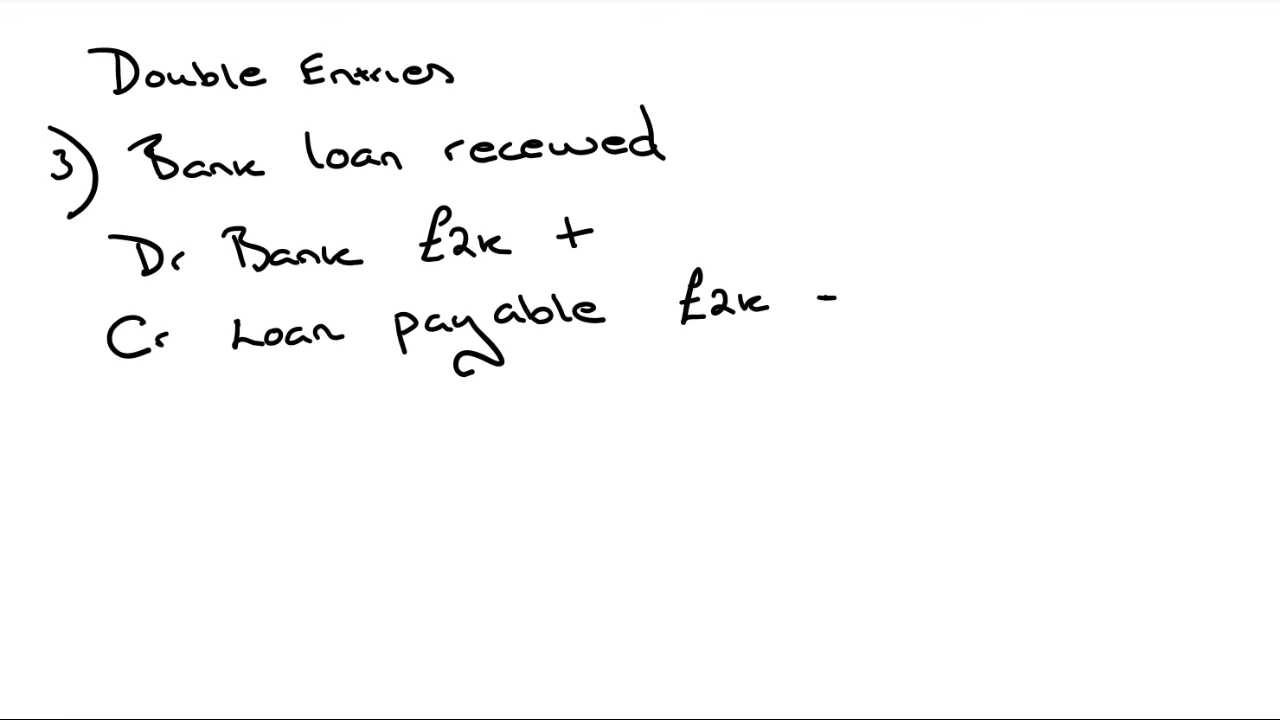 Double Entries
3) Bank loan received
Dr Bank £2k +
Cr Loan payable £2k -